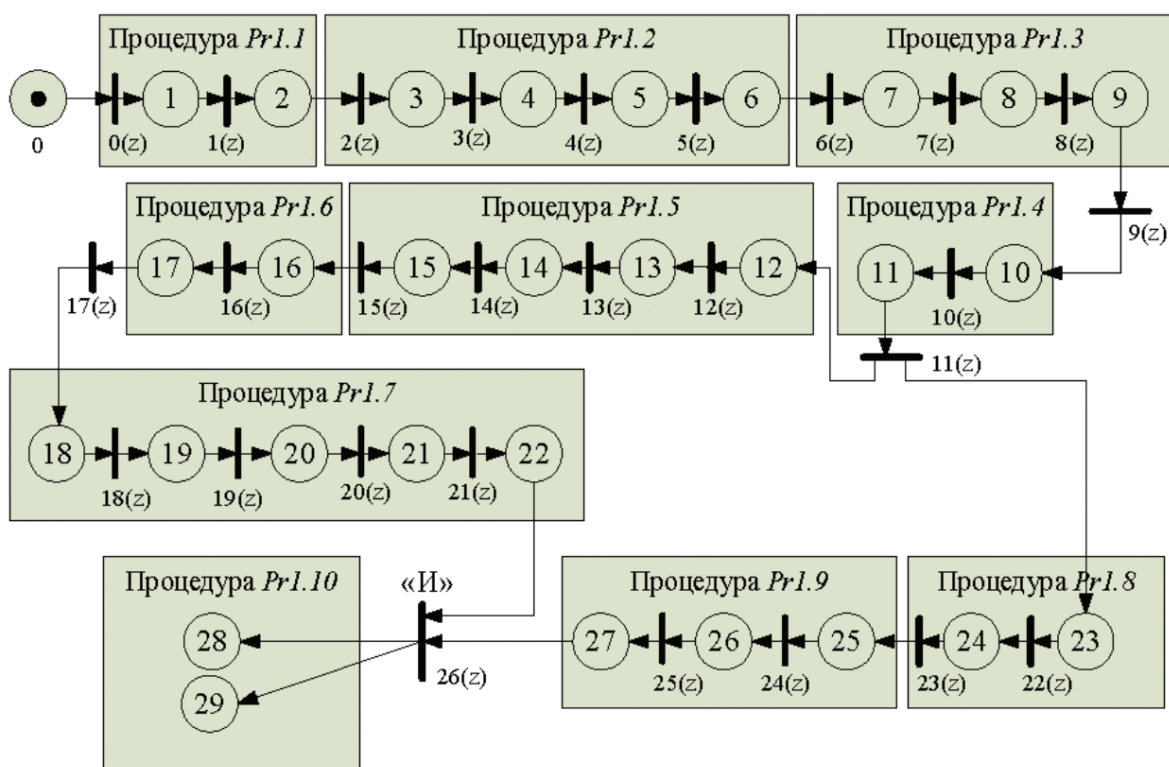 Процедура Pr1.1
Процедура Pr1.2
Процедура Pr1.3
1 2 3 4 5 6 7 8 9
0 0(z) 1(z) 2(z) 3(z) 4(z) 5(z) 6(z) 7(z) 8(z)
Процедура Pr1.6
Процедура Pr1.5
Процедура Pr1.4
9(z)
17 16 15 14 13 12 11 10
17(z) 16(z) 15(z) 14(z) 13(z) 12(z) 10(z)
11(z)
Процедура Pr1.7
18 19 20 21 22
18(z) 19(z) 20(z) 21(z)
Процедура Pr1.10
«И»
Процедура Pr1.9
Процедура Pr1.8
28 27 26 25 24 23
26(z) 25(z) 24(z) 23(z) 22(z)
29